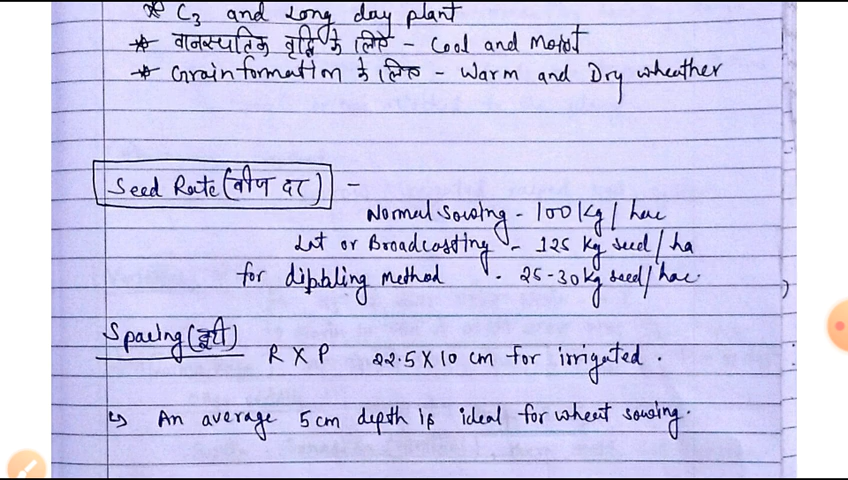 * C3 and Long day plant
* वानस्पतिक वृद्धि के लिए - Cool and Moist
* Grain formation के लिए - Warm and Dry wheather
Seed Rate (बीज दर) -
Normal Sowing - 100 Kg / hac
Lat or Broadcasting - 125 Kg seed / ha
for dibbling method - 25-30 Kg seed / hac.
Spacing (दूरी)
R X P 22.5 X 10 cm for irrigated.
↳ An average 5 cm depth is ideal for wheat sowing.